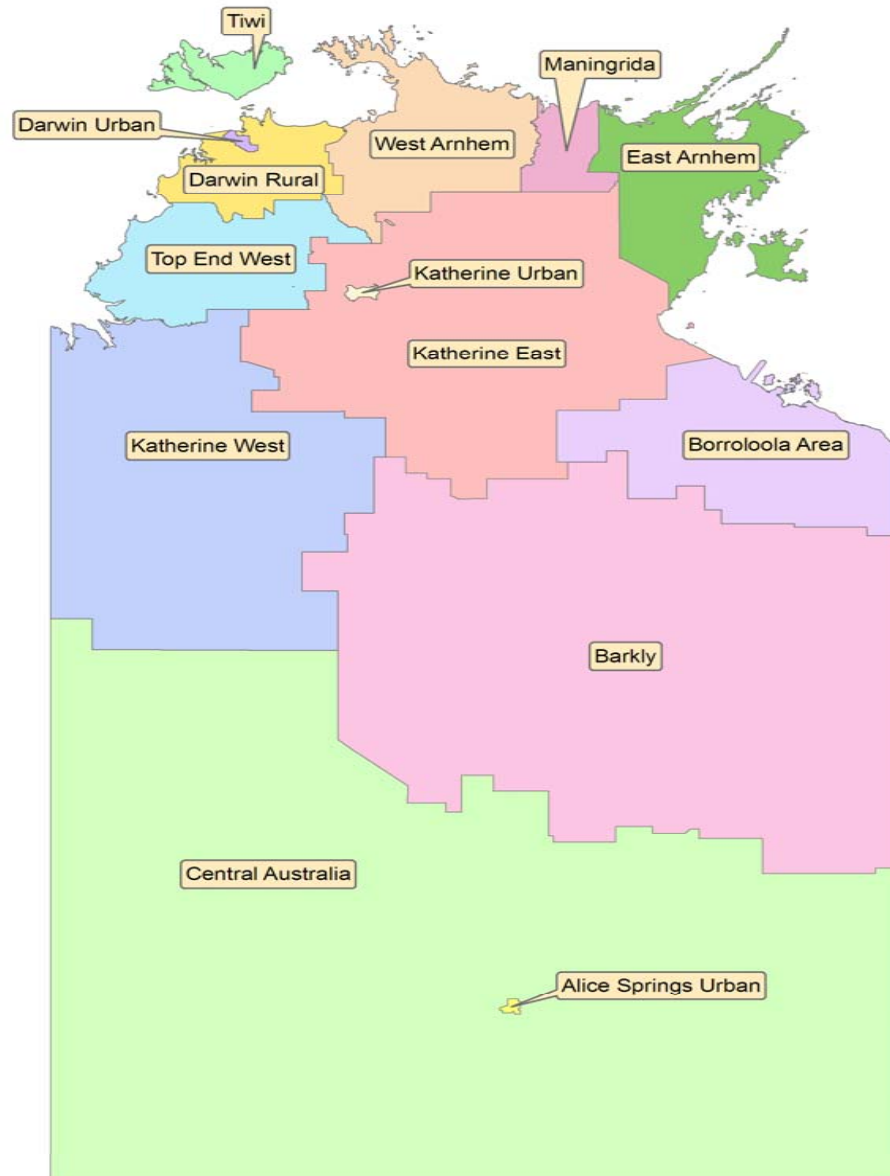 Tiwi
Maningrida
Darwin Urban
West Arnhem
East Arnhem
Darwin Rural
Top End West
Katherine Urban
Katherine East
Katherine West
Borroloola Area
Barkly
Central Australia
Alice Springs Urban